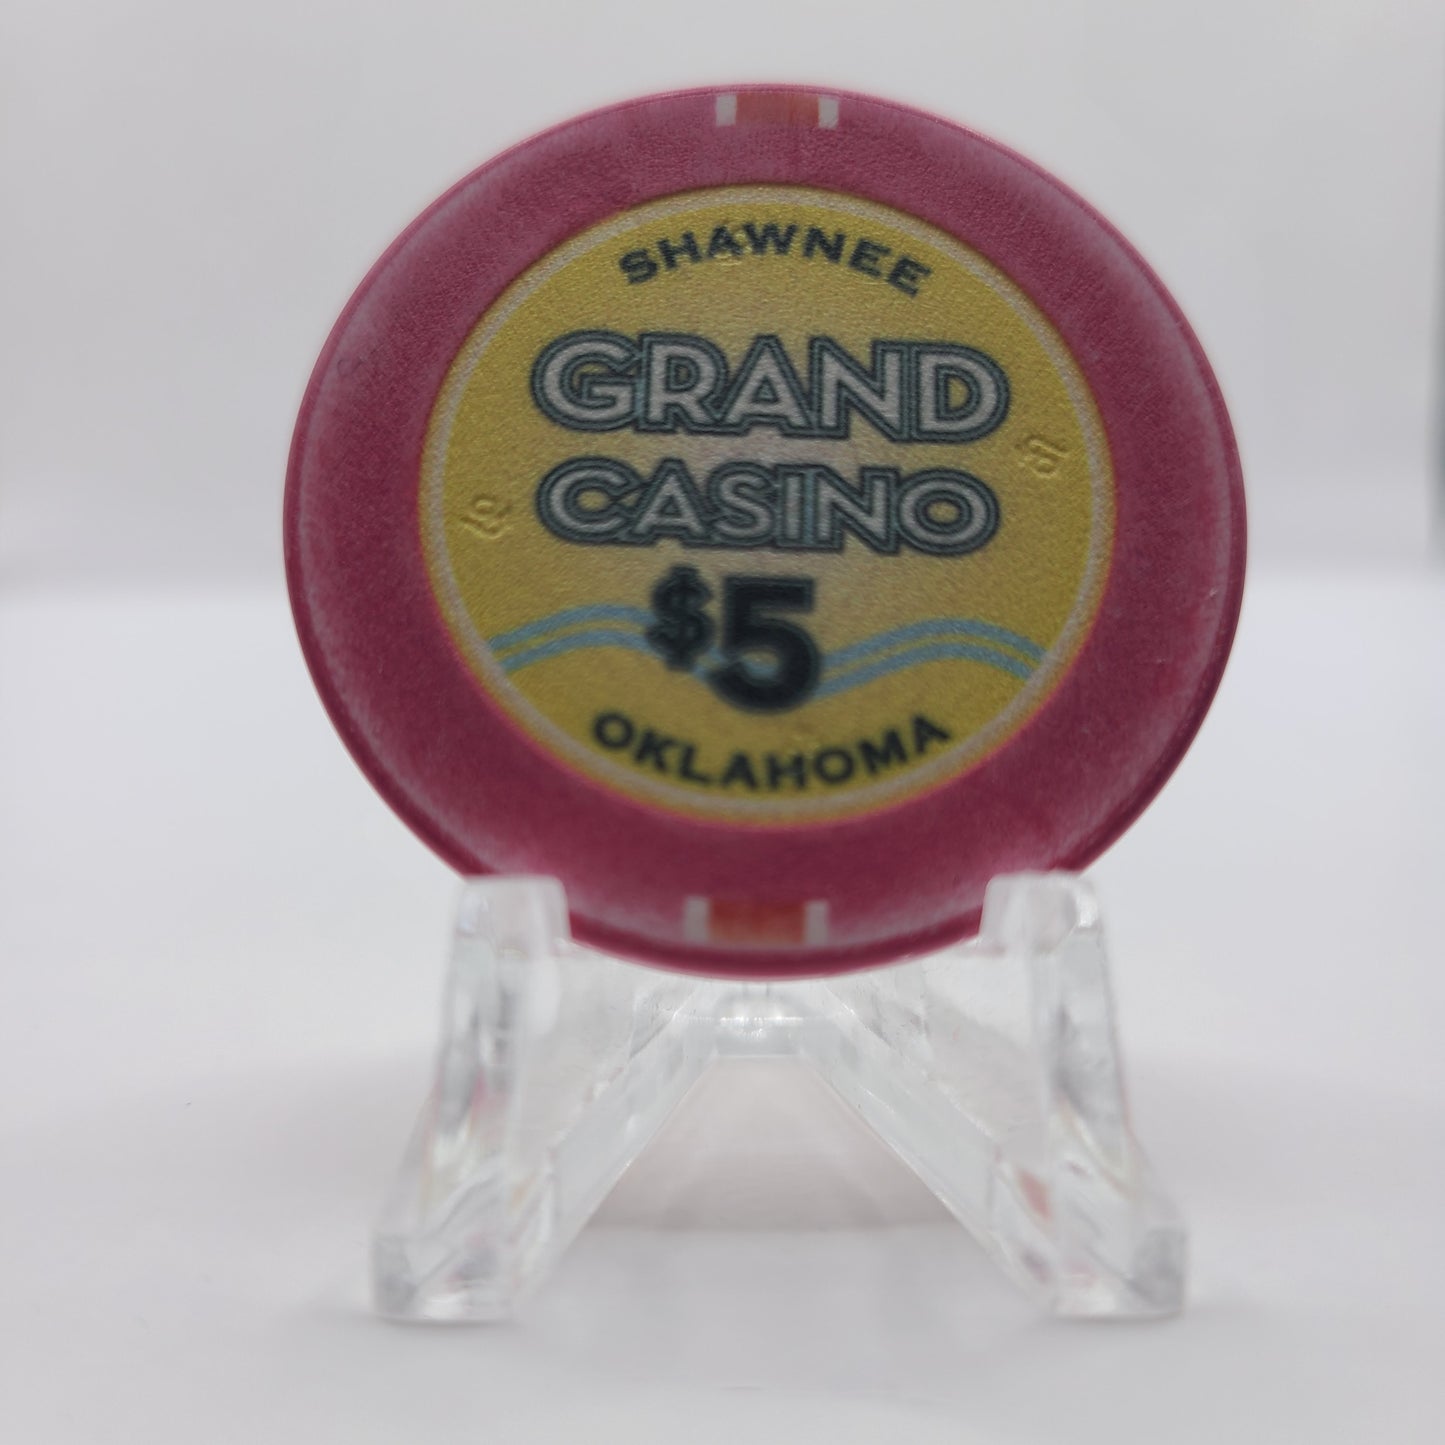 SHAWNEE
GRAND
CASINO
$5
OKLAHOMA